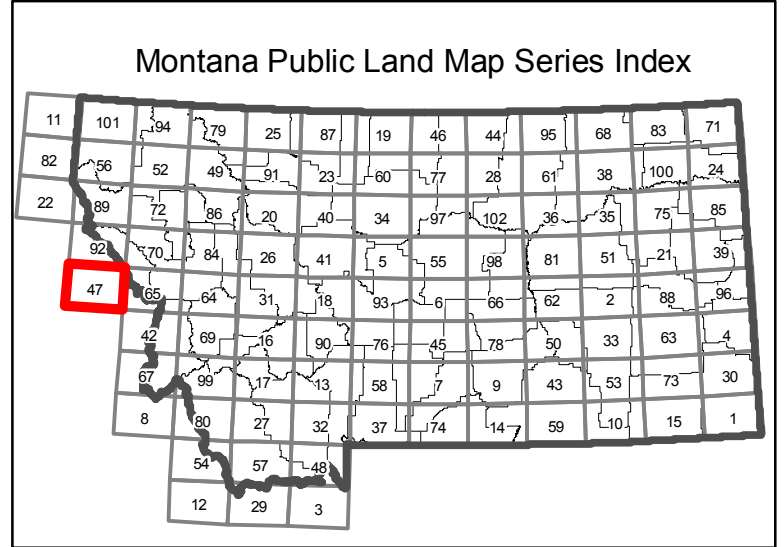 Montana Public Land Map Series Index
11 101 94 79 25 87 19 46 44 95 68 83 71
82 56 52 49 91 23 60 77 28 61 38 100 24
22 89 72 86 20 40 34 97 102 36 35 75 85
92 70 84 26 41 5 55 98 81 51 21 39
47 65 64 31 18 93 6 66 62 2 88 96
42 69 16 90 76 45 78 50 33 63 4
67 99 17 13 58 7 9 43 53 73 30
8 80 27 32 37 74 14 59 10 15 1
54 57 48
12 29 3